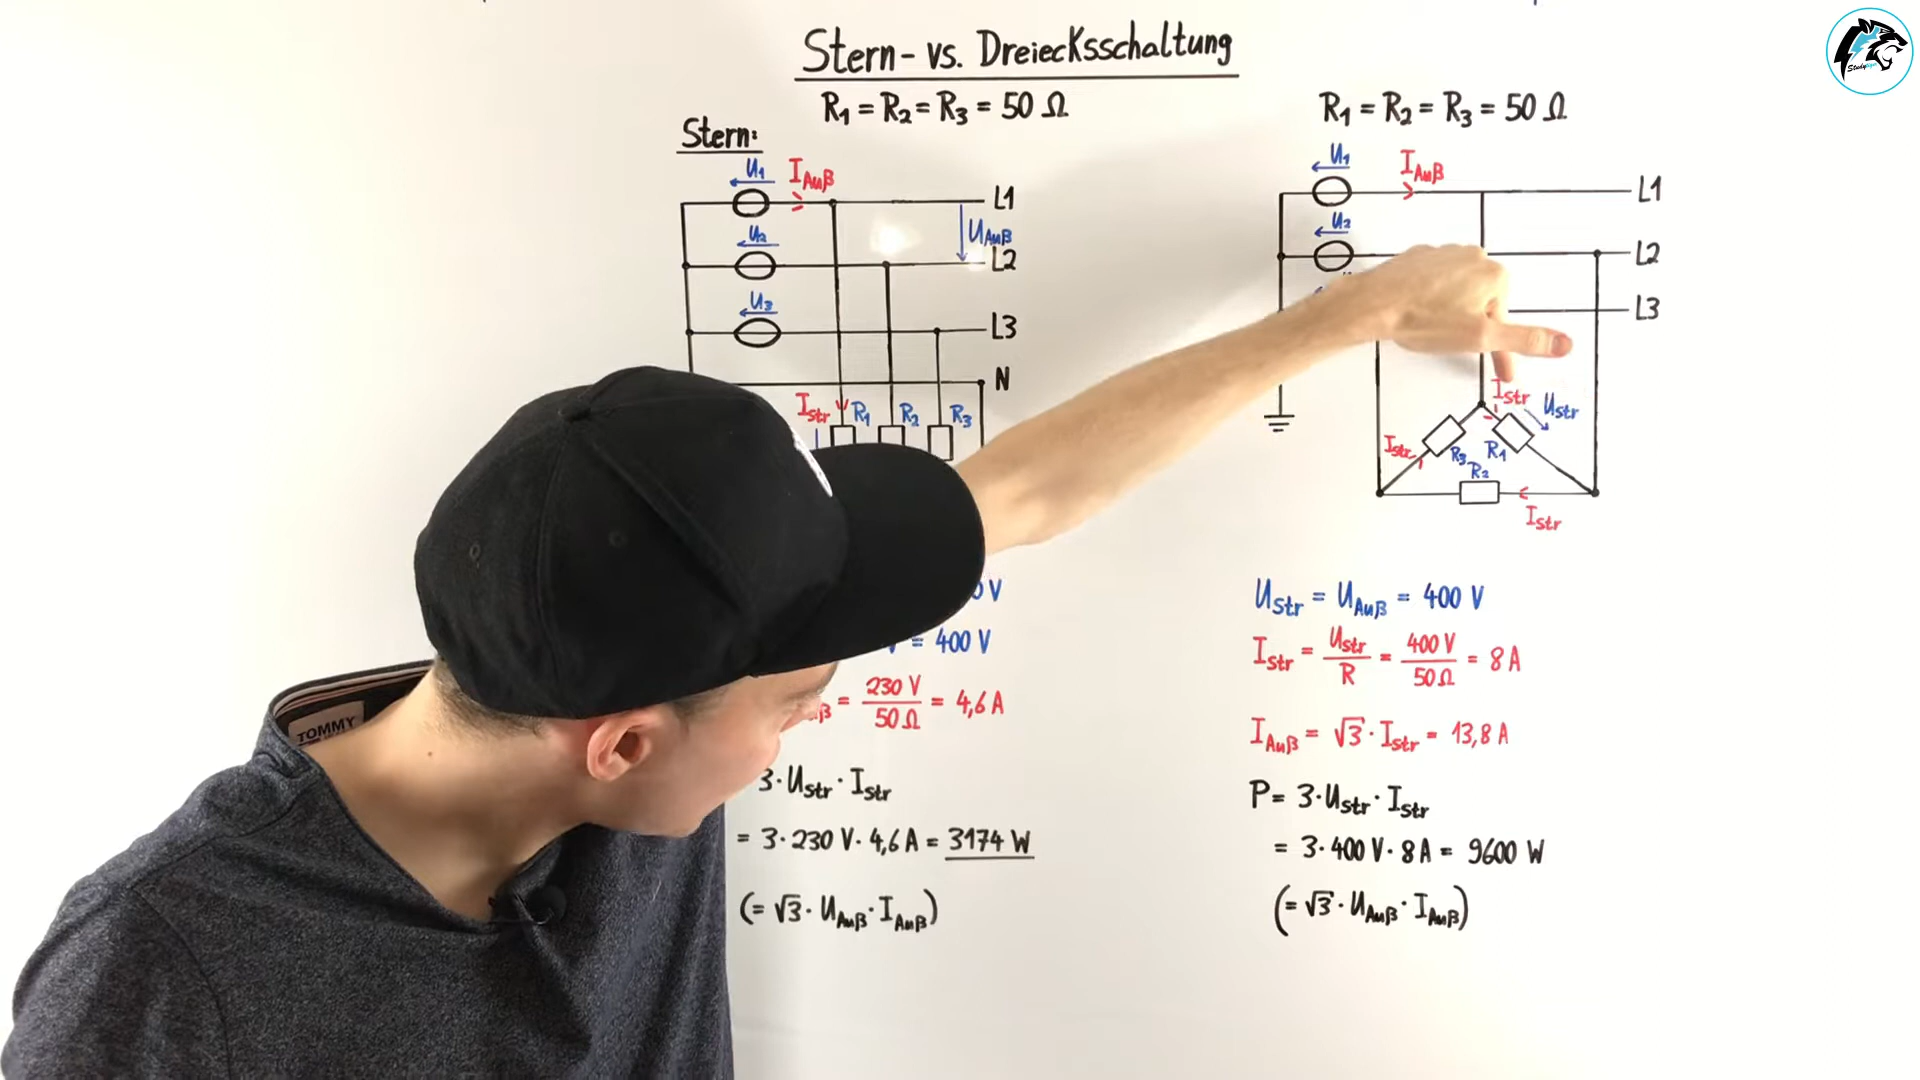 Stern- vs. Dreiecksschaltung
R₁ = R₂ = R₃ = 50 Ω
Stern:
U₁
I_Auß
L1
U_Auß
U₂
L2
U₃
L3
N
I_Str
R₁
R₂
R₃
V
= 400 V
= 230 V / 50 Ω = 4,6 A
3·U_Str·I_Str
= 3·230 V·4,6 A = 3174 W
(= √3·U_Auß·I_Auß)
R₁ = R₂ = R₃ = 50 Ω
U₁
I_Auß
L1
U₂
L2
L3
I_Str
U_Str
I_Str
R₃
R₁
R₂
I_Str
U_Str = U_Auß = 400 V
I_Str = U_Str / R = 400 V / 50 Ω = 8 A
I_Auß = √3·I_Str = 13,8 A
P = 3·U_Str·I_Str
= 3·400 V·8 A = 9600 W
(= √3·U_Auß·I_Auß)
TOMMY